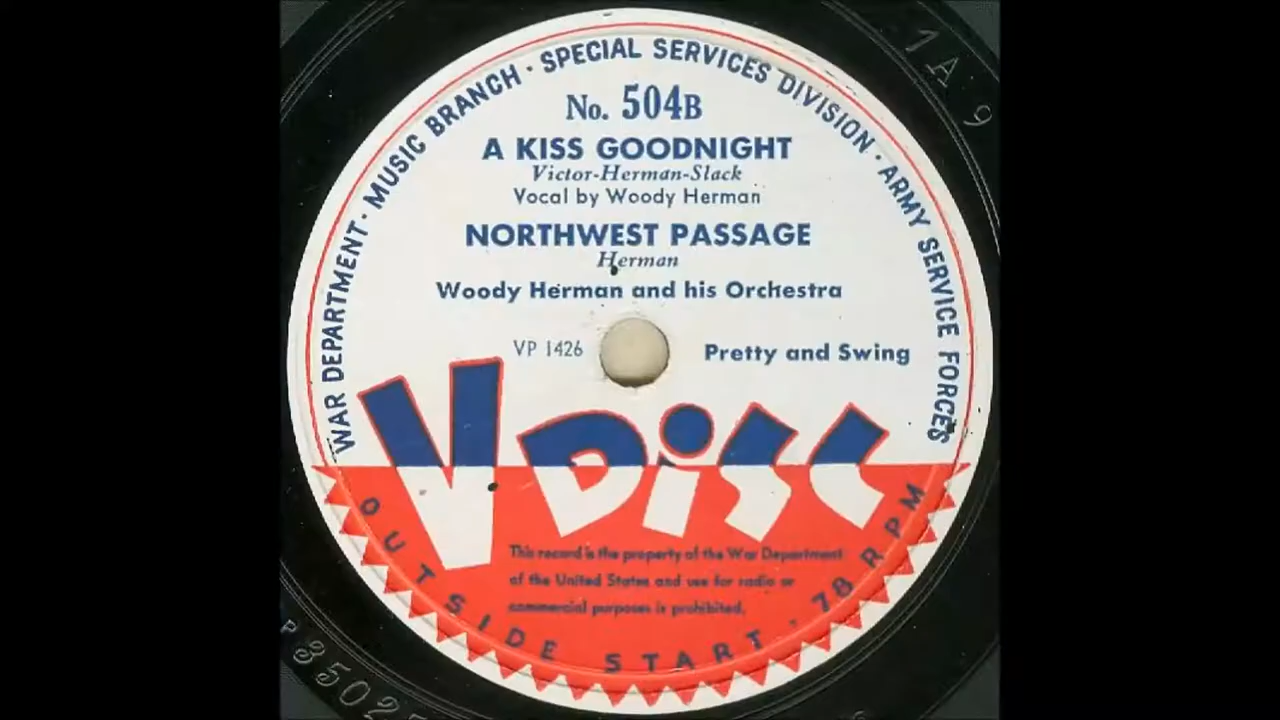 WAR DEPARTMENT · MUSIC BRANCH · SPECIAL SERVICES DIVISION · ARMY SERVICE FORCES
No. 504B
A KISS GOODNIGHT
Victor-Herman-Slack
Vocal by Woody Herman
NORTHWEST PASSAGE
Herman
Woody Herman and his Orchestra
VP 1426
Pretty and Swing
V DISC
This record is the property of the War Department
of the United States and use for radio or
commercial purposes is prohibited.
OUTSIDE START · 78 RPM
1A 9